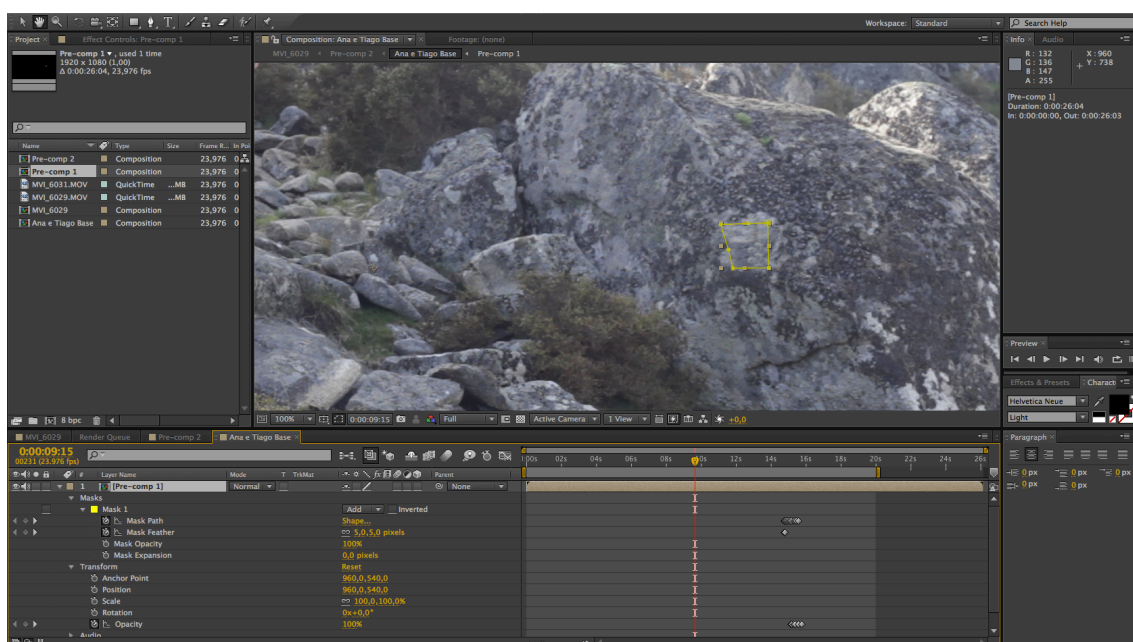 Workspace: Standard
Search Help
Project ×
Effect Controls: Pre-comp 1
Composition: Ana e Tiago Base
Footage: (none)
Info ×
Audio
Pre-comp 1 ▼, used 1 time
1920 x 1080 (1,00)
Δ 0:00:26:04, 23,976 fps
MVI_6029
Pre-comp 2
Ana e Tiago Base
Pre-comp 1
R : 132
G : 136
B : 147
A : 255
X : 960
Y : 738
[Pre-comp 1]
Duration: 0:00:26:04
In: 0:00:00:00, Out: 0:00:26:03
Name
Type
Size
Frame R...
In Poi
Pre-comp 2 Composition 23,976 0
Pre-comp 1 Composition 23,976 0
MVI_6031.MOV QuickTime ...MB 23,976 0
MVI_6029.MOV QuickTime ...MB 23,976 0
MVI_6029 Composition 23,976 0
Ana e Tiago Base Composition 23,976 0
Preview ×
Effects & Presets
Charact
Helvetica Neue
Light
8 bpc
100%
0:00:09:15
Full
Active Camera
1 View
+0,0
MVI_6029
Render Queue
Pre-comp 2
Ana e Tiago Base ×
Paragraph ×
0:00:09:15
00231 (23.976 fps)
:00s 02s 04s 06s 08s 10s 12s 14s 16s 18s 20s 22s 24s 26s
# Layer Name Mode T TrkMat Parent
1 [Pre-comp 1] Normal None
0 px 0 px 0 px
0 px 0 px
Masks
Mask 1 Add Inverted
Mask Path Shape...
Mask Feather 5,0,5,0 pixels
Mask Opacity 100%
Mask Expansion 0,0 pixels
Transform Reset
Anchor Point 960,0,540,0
Position 960,0,540,0
Scale 100,0,100,0%
Rotation 0x+0,0°
Opacity 100%
Audio